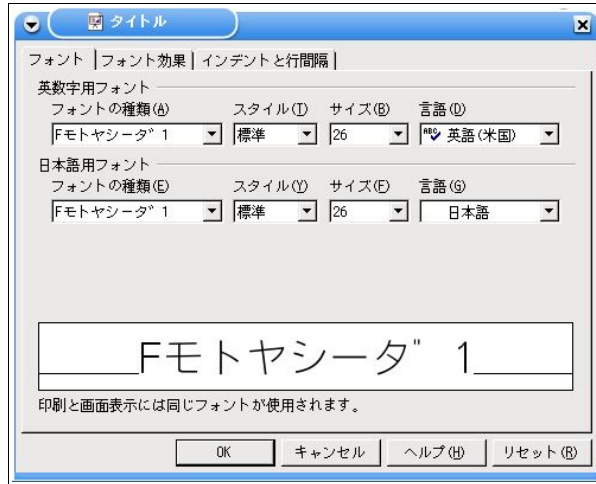 タイトル
フォント フォント効果 インデントと行間隔
英数字用フォント
フォントの種類(A) スタイル(T) サイズ(B) 言語(D)
Fモトヤシータ゛1 標準 26 ABC 英語(米国)
日本語用フォント
フォントの種類(E) スタイル(Y) サイズ(F) 言語(G)
Fモトヤシータ゛1 標準 26 日本語
Fモトヤシータ゛1
印刷と画面表示には同じフォントが使用されます。
OK キャンセル ヘルプ(H) リセット(R)